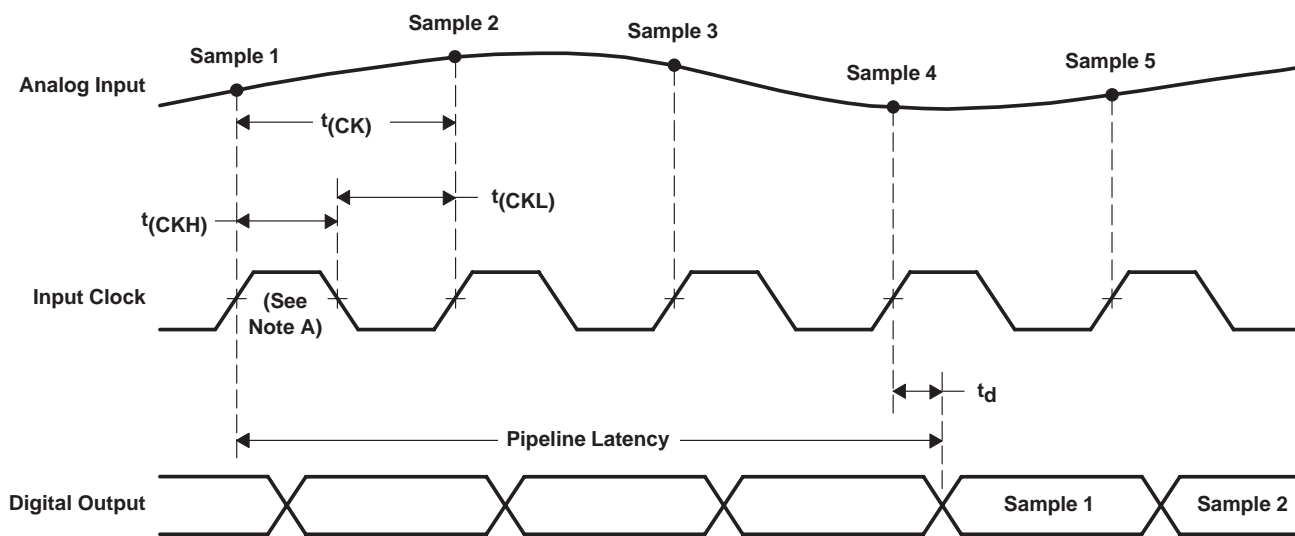 Sample 1
Sample 2
Sample 3
Sample 4
Sample 5
Analog Input
t(CK)
t(CKL)
t(CKH)
Input Clock
(See
Note A)
td
Pipeline Latency
Digital Output
Sample 1
Sample 2